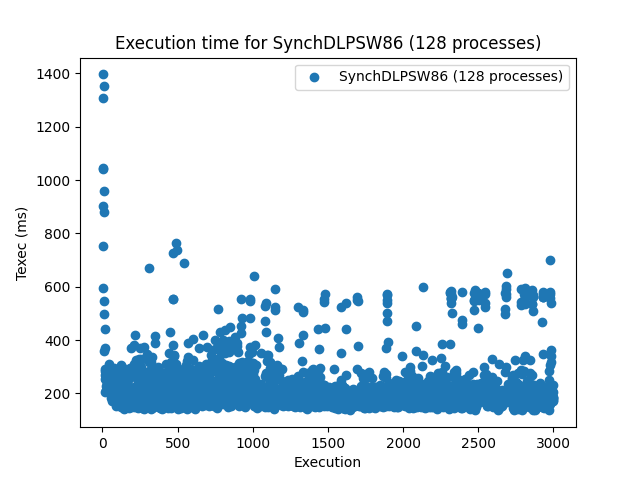 Execution time for SynchDLPSW86 (128 processes)
SynchDLPSW86 (128 processes)
1400
1200
1000
800
600
400
200
Texec (ms)
0 500 1000 1500 2000 2500 3000
Execution